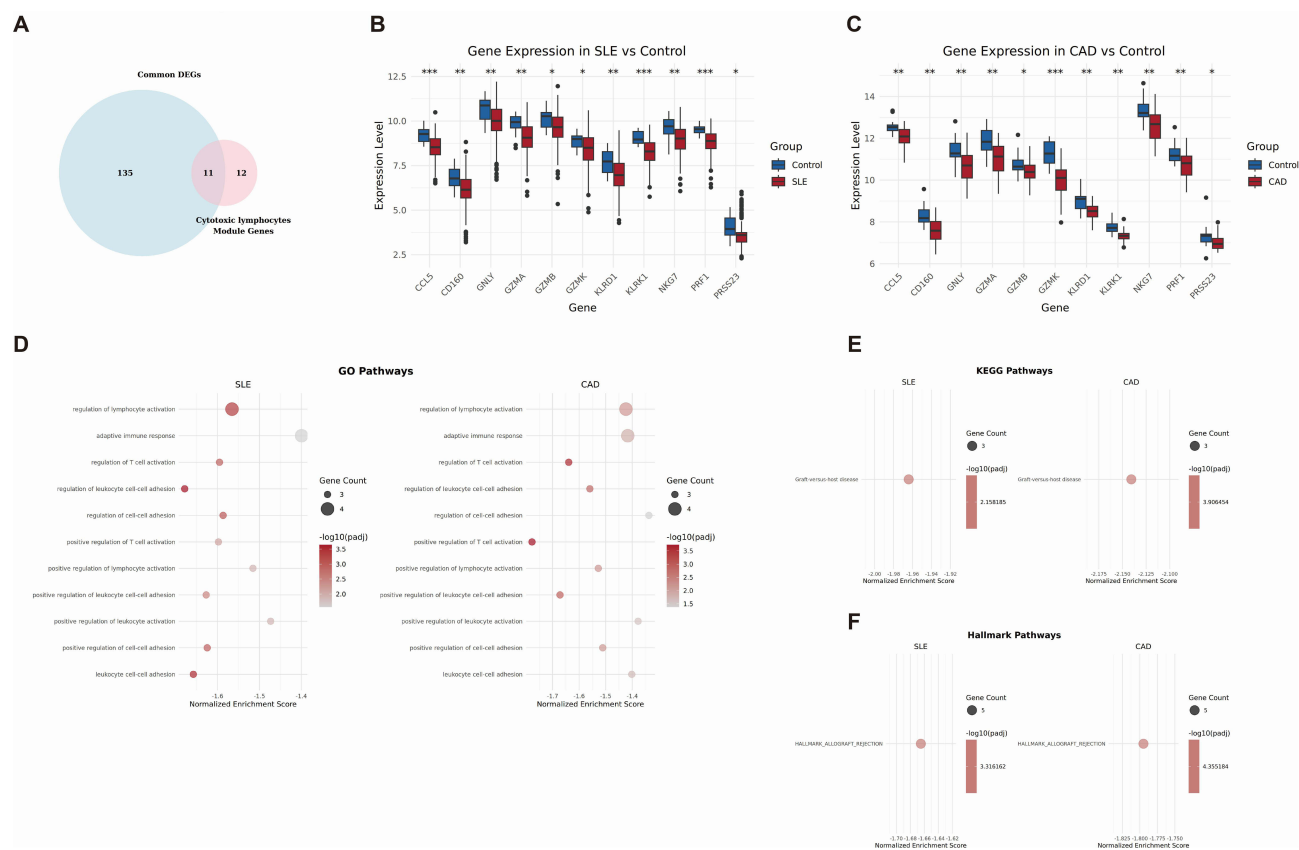 A
Common DEGs
135
11
12
Cytotoxic lymphocytes
Module Genes
B
Gene Expression in SLE vs Control
*** ** ** ** * * ** *** ** *** *
Expression Level
12.5
10.0
7.5
5.0
2.5
CCL5 CD160 GNLY GZMA GZMB GZMK KLRD1 KLRK1 NKG7 PRF1 PRSS23
Gene
Group
Control
SLE
C
Gene Expression in CAD vs Control
** ** ** ** * *** ** ** ** ** *
Expression Level
14
12
10
8
6
CCL5 CD160 GNLY GZMA GZMB GZMK KLRD1 KLRK1 NKG7 PRF1 PRSS23
Gene
Group
Control
CAD
D
GO Pathways
SLE
regulation of lymphocyte activation
adaptive immune response
regulation of T cell activation
regulation of leukocyte cell-cell adhesion
regulation of cell-cell adhesion
positive regulation of T cell activation
positive regulation of lymphocyte activation
positive regulation of leukocyte cell-cell adhesion
positive regulation of leukocyte activation
positive regulation of cell-cell adhesion
leukocyte cell-cell adhesion
-1.6 -1.5 -1.4
Normalized Enrichment Score
Gene Count
3
4
-log10(padj)
3.5
3.0
2.5
2.0
CAD
regulation of lymphocyte activation
adaptive immune response
regulation of T cell activation
regulation of leukocyte cell-cell adhesion
regulation of cell-cell adhesion
positive regulation of T cell activation
positive regulation of lymphocyte activation
positive regulation of leukocyte cell-cell adhesion
positive regulation of leukocyte activation
positive regulation of cell-cell adhesion
leukocyte cell-cell adhesion
-1.7 -1.6 -1.5 -1.4
Normalized Enrichment Score
Gene Count
3
4
-log10(padj)
3.5
3.0
2.5
2.0
1.5
E
KEGG Pathways
SLE
Graft-versus-host disease
-2.00 -1.98 -1.96 -1.94 -1.92
Normalized Enrichment Score
Gene Count
3
-log10(padj)
2.158185
CAD
Graft-versus-host disease
-2.175 -2.150 -2.125 -2.100
Normalized Enrichment Score
Gene Count
3
-log10(padj)
3.906454
F
Hallmark Pathways
SLE
HALLMARK_ALLOGRAFT_REJECTION
-1.70 -1.68 -1.66 -1.64 -1.62
Normalized Enrichment Score
Gene Count
5
-log10(padj)
3.316162
CAD
HALLMARK_ALLOGRAFT_REJECTION
-1.825 -1.800 -1.775 -1.750
Normalized Enrichment Score
Gene Count
5
-log10(padj)
4.355184